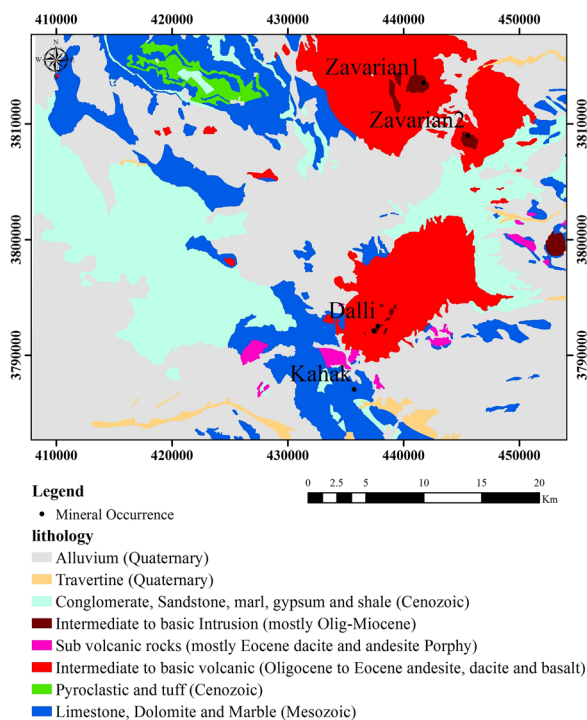 410000 420000 430000 440000 450000
N
W E
S
Zavarian1
Zavarian2
3810000 3810000
3800000 3800000
Dalli
3790000 3790000
Kahak
410000 420000 430000 440000 450000
Legend
Mineral Occurrence
0 2.5 5 10 15 20
Km
lithology
Alluvium (Quaternary)
Travertine (Quaternary)
Conglomerate, Sandstone, marl, gypsum and shale (Cenozoic)
Intermediate to basic Intrusion (mostly Olig-Miocene)
Sub volcanic rocks (mostly Eocene dacite and andesite Porphy)
Intermediate to basic volcanic (Oligocene to Eocene andesite, dacite and basalt)
Pyroclastic and tuff (Cenozoic)
Limestone, Dolomite and Marble (Mesozoic)